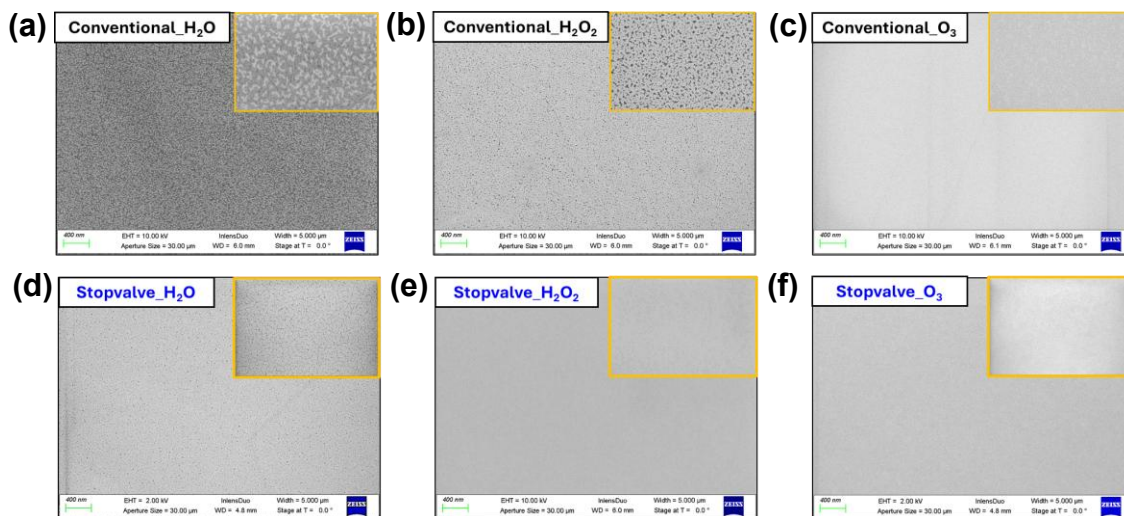 (a) Conventional_H₂O
400 nm EHT = 10.00 kV InlensDuo Width = 5.000 µm
Aperture Size = 30.00 µm WD = 6.0 mm Stage at T = 0.0 °
ZEISS
(b) Conventional_H₂O₂
400 nm EHT = 10.00 kV InlensDuo Width = 5.000 µm
Aperture Size = 30.00 µm WD = 6.0 mm Stage at T = 0.0 °
ZEISS
(c) Conventional_O₃
400 nm EHT = 10.00 kV InlensDuo Width = 5.000 µm
Aperture Size = 30.00 µm WD = 6.1 mm Stage at T = 0.0 °
ZEISS
(d) Stopvalve_H₂O
400 nm EHT = 2.00 kV InlensDuo Width = 5.000 µm
Aperture Size = 30.00 µm WD = 4.8 mm Stage at T = 0.0 °
ZEISS
(e) Stopvalve_H₂O₂
400 nm EHT = 10.00 kV InlensDuo Width = 5.000 µm
Aperture Size = 30.00 µm WD = 6.0 mm Stage at T = 0.0 °
ZEISS
(f) Stopvalve_O₃
400 nm EHT = 2.00 kV InlensDuo Width = 5.000 µm
Aperture Size = 30.00 µm WD = 4.8 mm Stage at T = 0.0 °
ZEISS